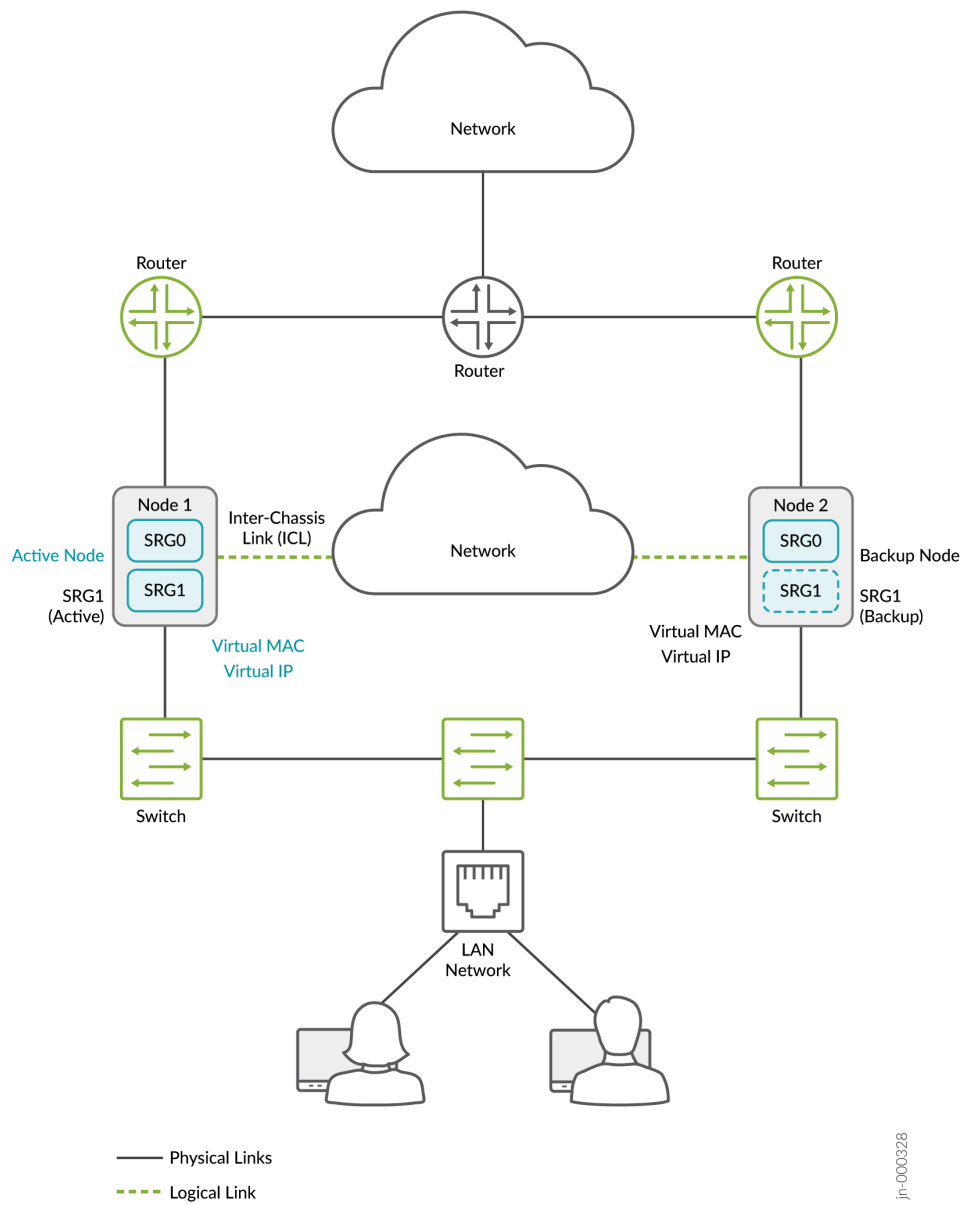 Network
Router
Router
Router
Node 1
SRG0
SRG1
Active Node
SRG1
(Active)
Inter-Chassis
Link (ICL)
Network
Node 2
SRG0
SRG1
Backup Node
SRG1
(Backup)
Virtual MAC
Virtual IP
Virtual MAC
Virtual IP
Switch
Switch
LAN
Network
Physical Links
Logical Link
jn-000328